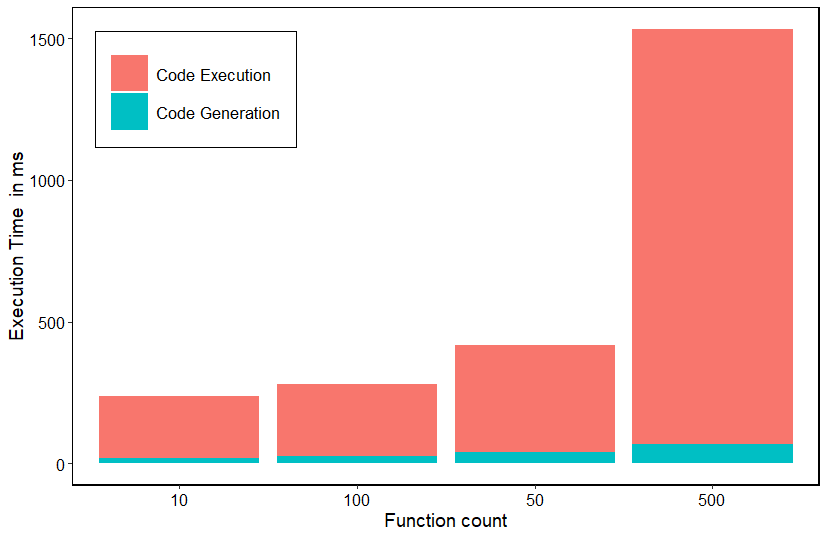 1500
1000
500
0
Execution Time  in ms
Code Execution
Code Generation
10 100 50 500
Function count